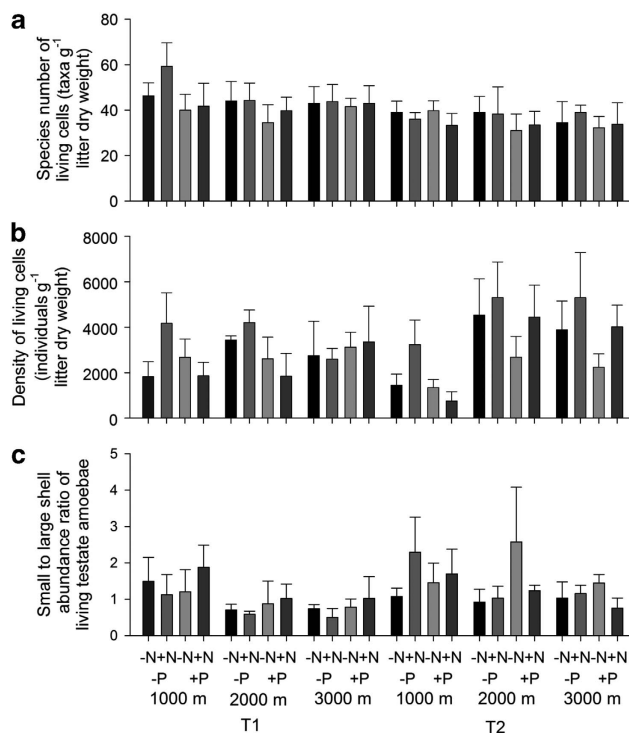 a
Species number of
living cells (taxa g-1
litter dry weight)
80
60
40
20
0
b
Density of living cells
(individuals g-1
litter dry weight)
8000
6000
4000
2000
0
c
Small to large shell
abundance ratio of
living testate amoebae
5
4
3
2
1
0
-N+N-N+N -N+N-N+N -N+N-N+N -N+N-N+N -N+N-N+N -N+N-N+N
-P +P -P +P -P +P -P +P -P +P -P +P
1000 m 2000 m 3000 m 1000 m 2000 m 3000 m
T1 T2